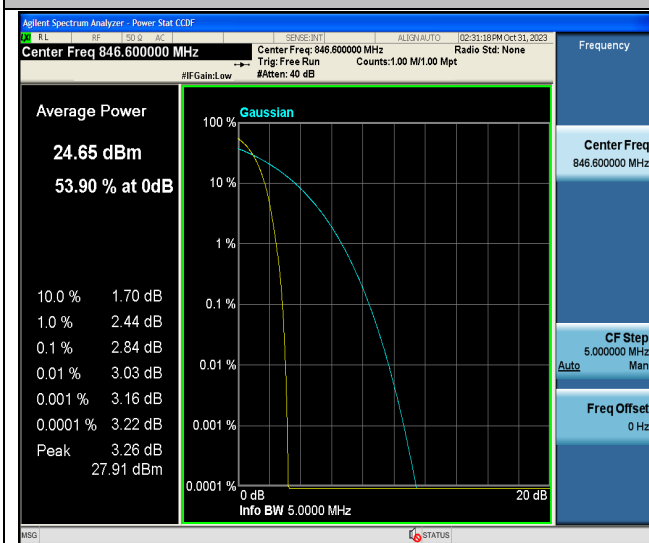 Agilent Spectrum Analyzer - Power Stat CCDF
RL RF 50 Ω AC SENSE:INT ALIGN AUTO 02:31:18 PM Oct 31, 2023
Center Freq 846.600000 MHz
Center Freq: 846.600000 MHz Radio Std: None
Trig: Free Run Counts:1.00 M/1.00 Mpt
#IFGain:Low #Atten: 40 dB
Frequency
Average Power
24.65 dBm
53.90 % at 0dB
10.0 % 1.70 dB
1.0 % 2.44 dB
0.1 % 2.84 dB
0.01 % 3.03 dB
0.001 % 3.16 dB
0.0001 % 3.22 dB
Peak 3.26 dB
27.91 dBm
Gaussian
100 %
10 %
1 %
0.1 %
0.01 %
0.001 %
0.0001 %
0 dB 20 dB
Info BW 5.0000 MHz
Center Freq
846.600000 MHz
CF Step
5.000000 MHz
Auto Man
Freq Offset
0 Hz
MSG STATUS